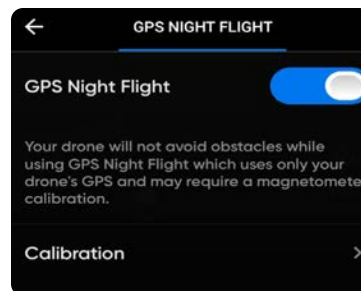 GPS NIGHT FLIGHT
GPS Night Flight
Your drone will not avoid obstacles while
using GPS Night Flight which uses only your
drone's GPS and may require a magnetomete
calibration.
Calibration